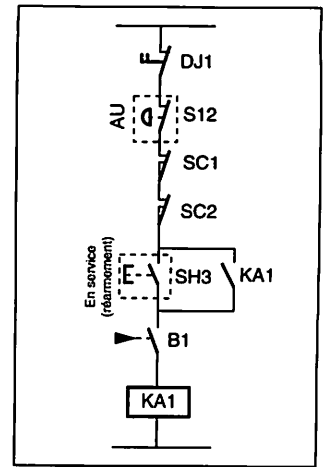 DJ1
AU
S12
SC1
SC2
En service
(réarmement)
SH3
KA1
B1
KA1